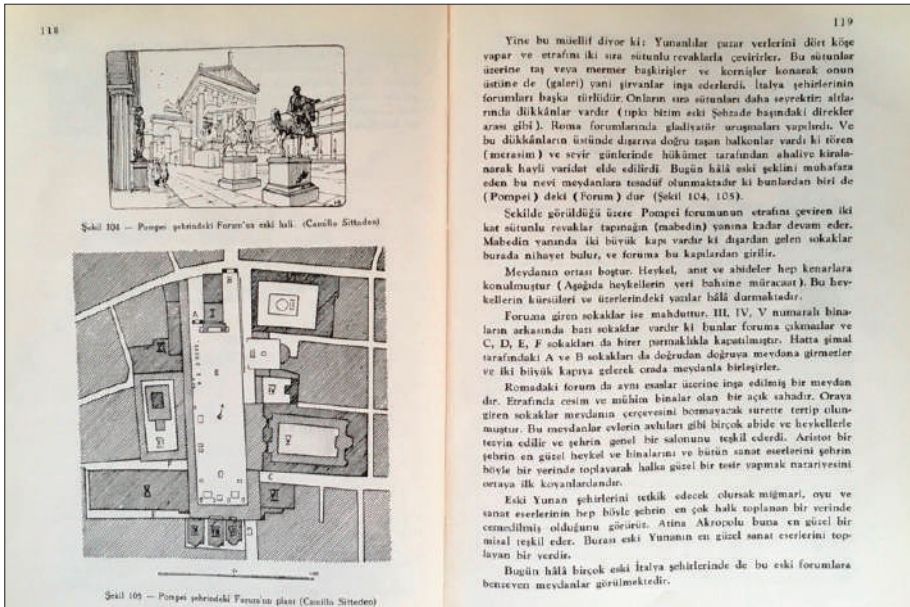 118
Şekil 104 — Pompei şehrindeki Forum'un eski hali. (Camillo Sitteden)
A
B
I
III
C
F
V
Şekil 105 — Pompei şehrindeki Forum'un planı (Camillo Sitteden)
119
Yine bu müellif diyor ki: Yunanlılar pazar yerlerini dört köşe
yapar ve etrafını iki sıra sütunlu revaklarla çevirirler. Bu sütunlar
üzerine taş veya mermer başkirişler ve kornişler konarak onun
üstüne de (galeri) yani şirvanlar inşa ederlerdi. İtalya şehirlerinin
forumları başka türlüdür. Onların sıra sütunları daha seyrektir; altla-
rında dükkânlar vardır (tıpkı bizim eski Şehzade başındaki direkler
arası gibi). Roma forumlarında gladiyatör uruşmaları yapılırdı. Ve
bu dükkânların üstünde dışarıya doğru taşan balkonlar vardı ki tören
(merasim) ve seyir günlerinde hükûmet tarafından ahaliye kirala-
narak hayli varidat elde edilirdi. Bugün hâlâ eski şeklini muhafaza
eden bu nevi meydanlara tesadüf olunmaktadır ki bunlardan biri de
(Pompei) deki (Forum) dur (Şekil 104, 105).
Şekilde görüldüğü üzere Pompei forumunun etrafını çeviren iki
kat sütunlu revaklar tapınağın (mabedin) yanına kadar devam eder.
Mabedin yanında iki büyük kapı vardır ki dışardan gelen sokaklar
burada nihayet bulur, ve foruma bu kapılardan girilir.
Meydanın ortası boştur. Heykel, anıt ve abideler hep kenarlara
konulmuştur (Aşağıda heykellerin yeri bahsine müracaat). Bu hey-
kellerin kürsüleri ve üzerlerindeki yazılar hâlâ durmaktadır.
Foruma giren sokaklar ise mahduttur. III, IV, V numaralı bina-
ların arkasında batı sokaklar vardır ki bunlar foruma çıkmazlar ve
C, D, E, F sokakları da birer parmaklıkla kapatılmıştır. Hatta şimal
tarafındaki A ve B sokakları da doğrudan doğruya meydana girmezler
ve iki büyük kapıya gelerek orada meydanla birleşirler.
Romadaki forum da aynı esaslar üzerine inşa edilmiş bir meydan
dır. Etrafında cesim ve mühim binalar olan bir açık sahadır. Oraya
giren sokaklar meydanın çerçevesini bozmayacak surette tertip olun-
muştur. Bu meydanlar evlerin avluları gibi birçok abide ve heykellerle
tezyin edilir ve şehrin genel bir salonunu teşkil ederdi. Aristot bir
şehrin en güzel heykel ve binalarını ve bütün sanat eserlerini şehrin
böyle bir yerinde toplayarak halka güzel bir tesir yapmak nazariyesini
ortaya ilk koyanlardandır.
Eski Yunan şehirlerini tetkik edecek olursak miğmari, oyu ve
sanat eserlerinin hep böyle şehrin en çok halk toplanan bir yerinde
cemedilmiş olduğunu görürüz. Atina Akropolu buna en güzel bir
misal teşkil eder. Burası eski Yunanın en güzel sanat eserlerini top-
layan bir yerdir.
Bugün hâlâ birçok eski İtalya şehirlerinde de bu eski forumlara
benzeyen meydanlar görülmektedir.